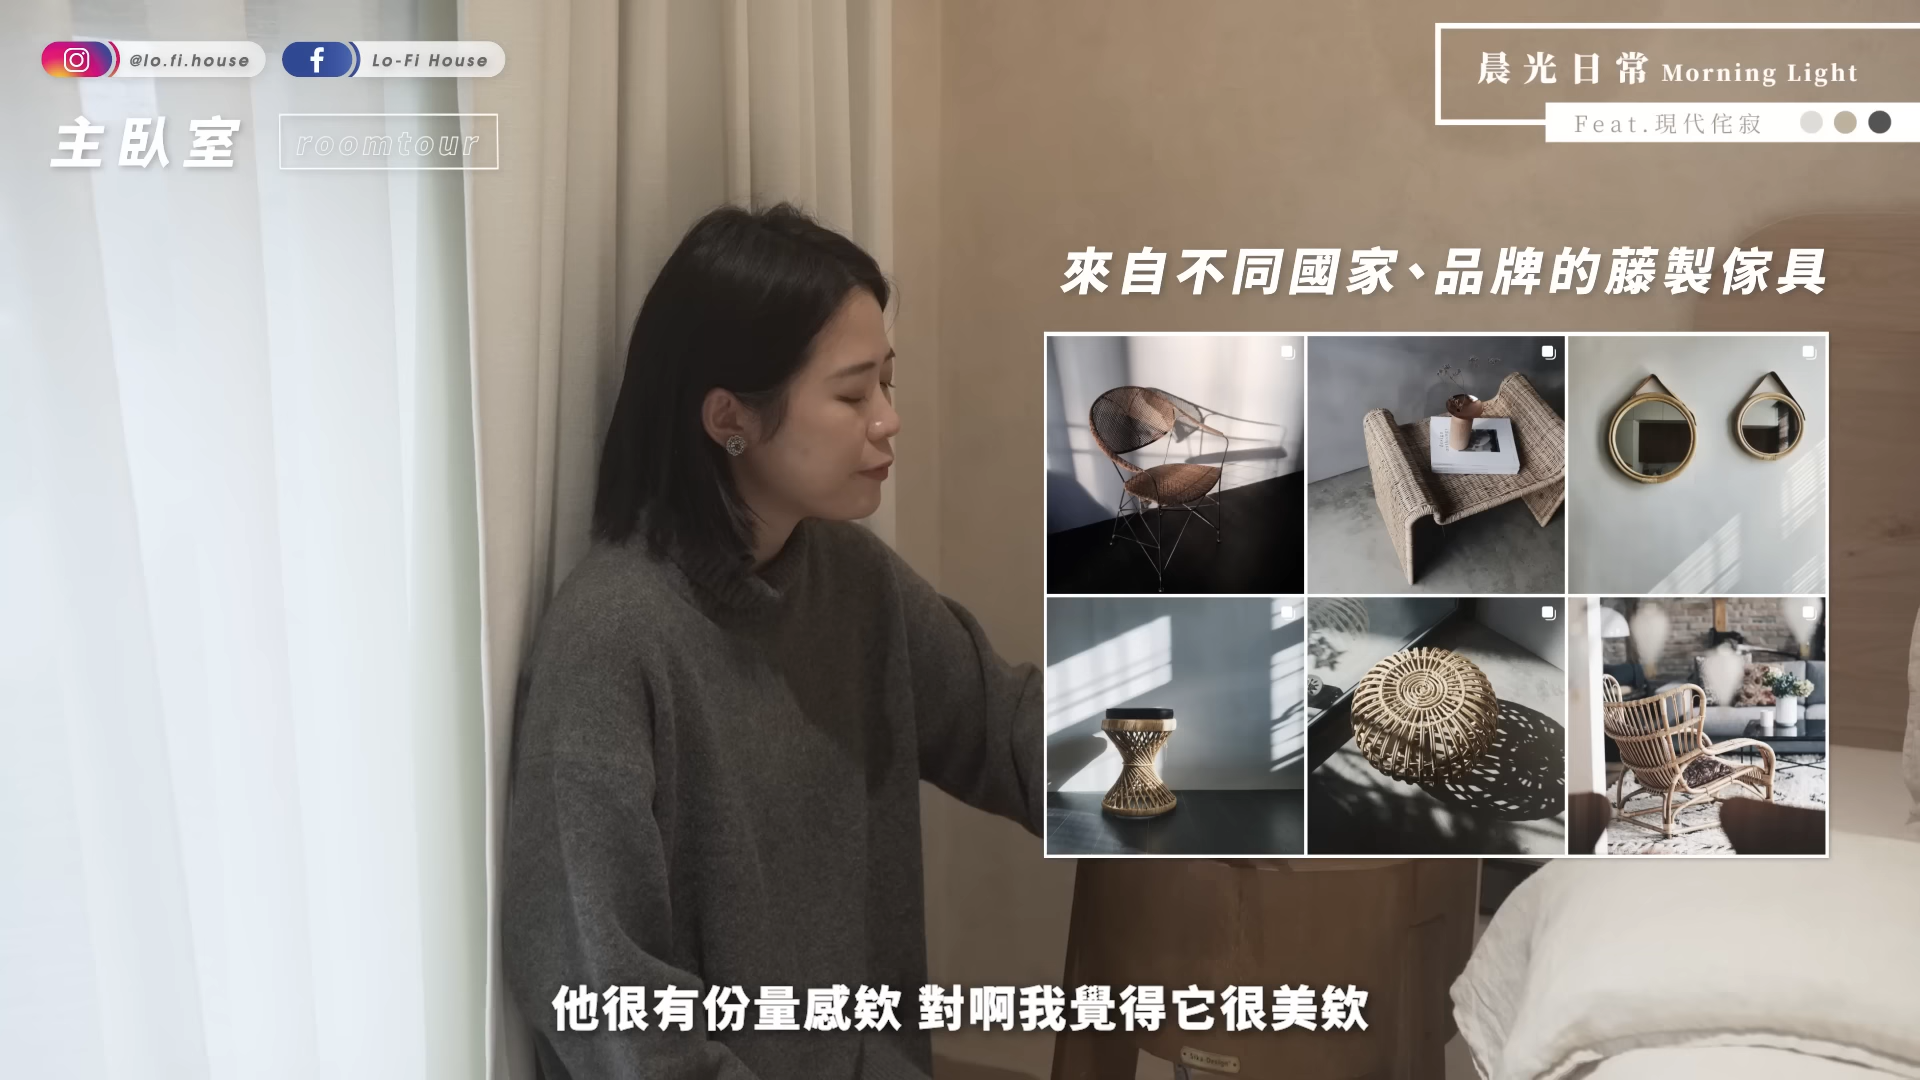 @lo.fi.house
Lo-Fi House
主臥室
roomtour
晨光日常 Morning Light
Feat.現代侘寂
來自不同國家、品牌的藤製傢具
他很有份量感欸 對啊我覺得它很美欸
Sika Design